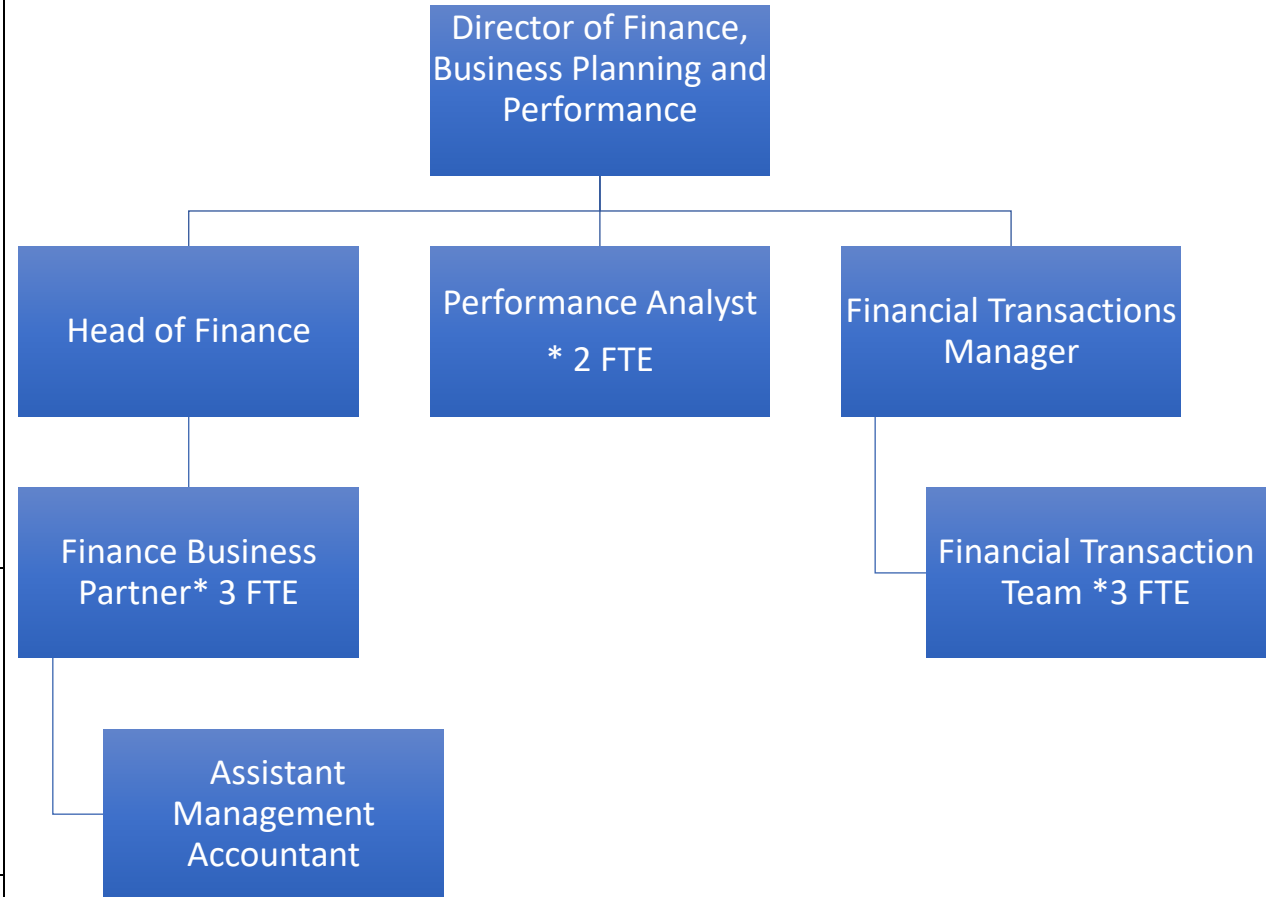 Director of Finance,
Business Planning and
Performance
Head of Finance
Performance Analyst
* 2 FTE
Financial Transactions
Manager
Finance Business
Partner* 3 FTE
Financial Transaction
Team *3 FTE
Assistant
Management
Accountant